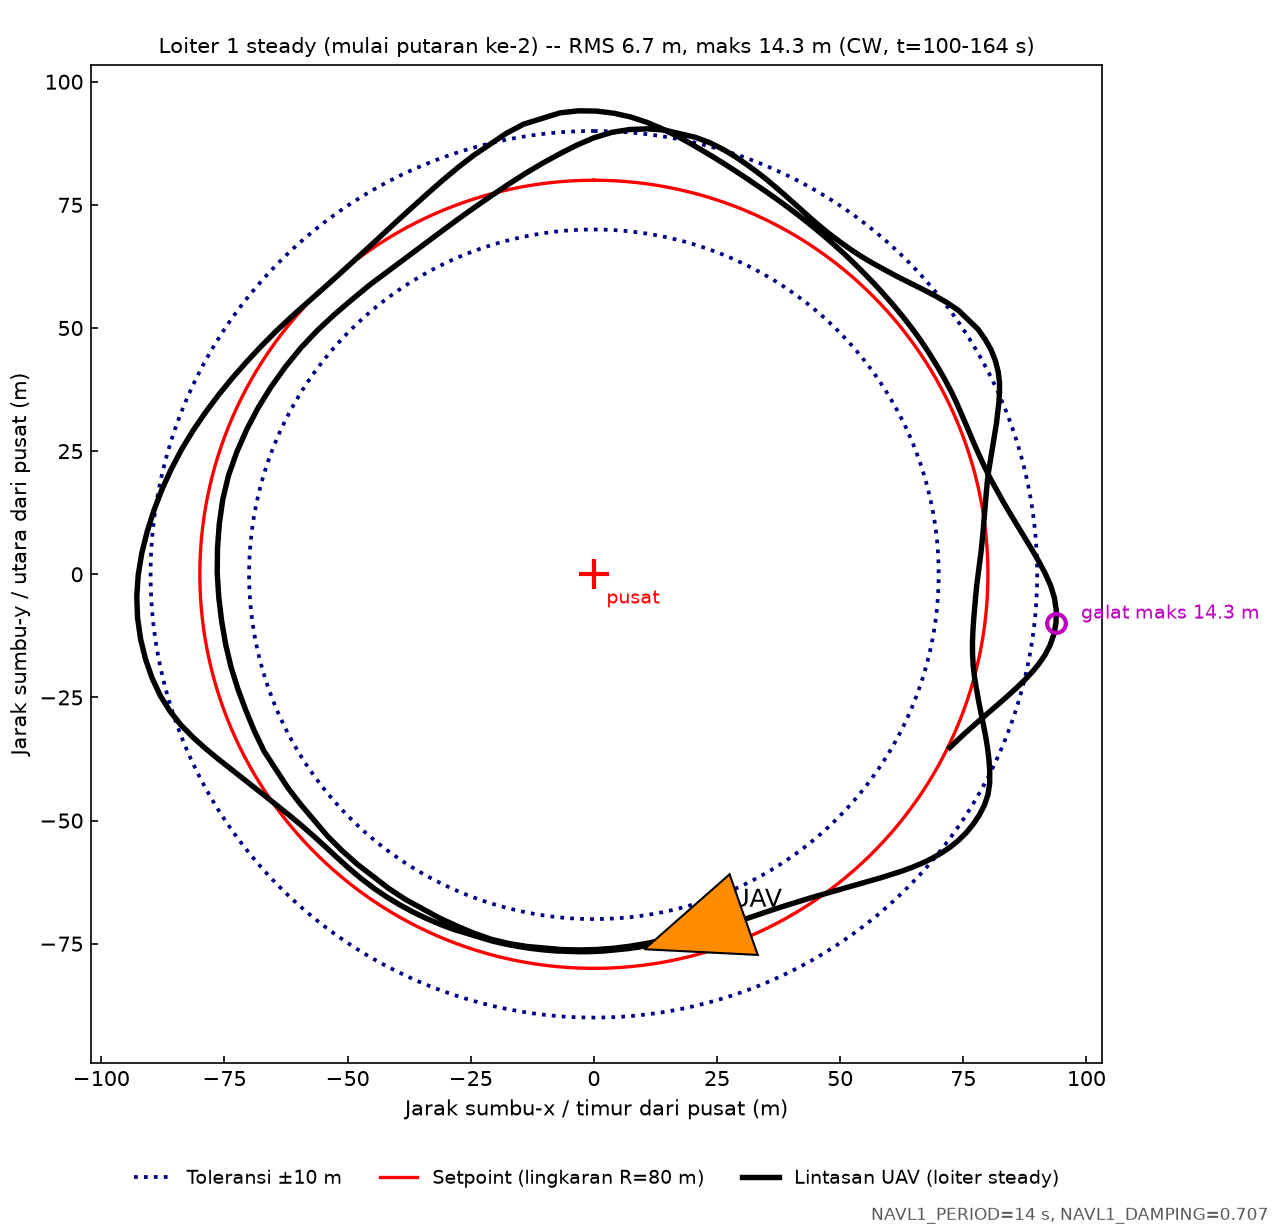 Loiter 1 steady (mulai putaran ke-2) -- RMS 6.7 m, maks 14.3 m (CW, t=100-164 s)
100
75
50
25
0
−25
−50
−75
Jarak sumbu-y / utara dari pusat (m)
pusat
galat maks 14.3 m
UAV
−100
−75
−50
−25
0
25
50
75
100
Jarak sumbu-x / timur dari pusat (m)
Toleransi ±10 m
Setpoint (lingkaran R=80 m)
Lintasan UAV (loiter steady)
NAVL1_PERIOD=14 s, NAVL1_DAMPING=0.707